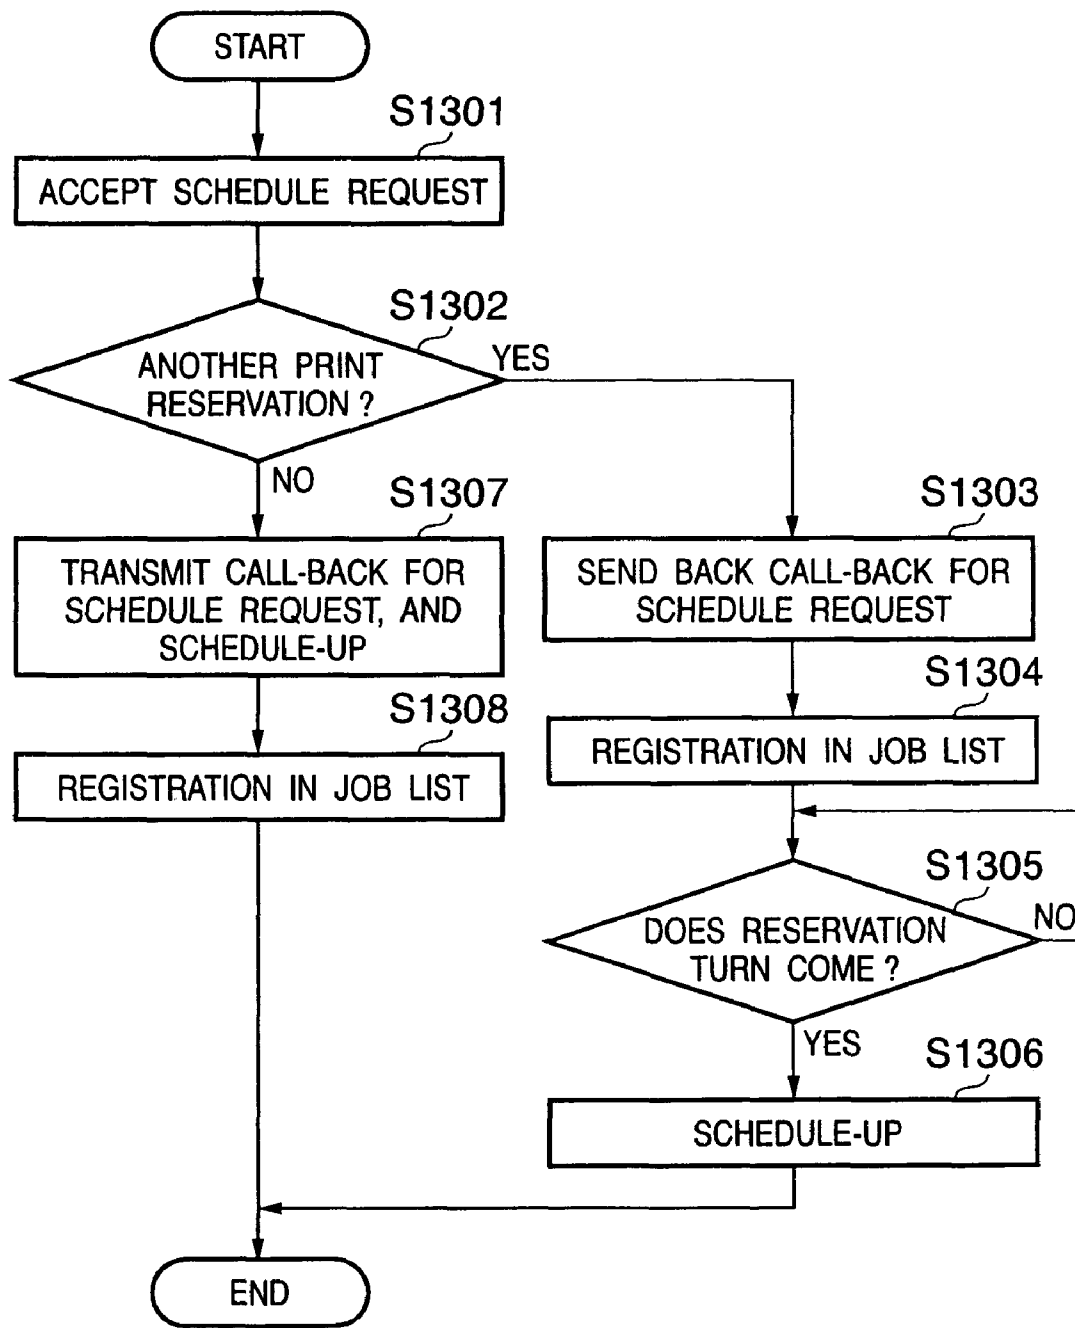 START
S1301
ACCEPT SCHEDULE REQUEST
S1302
ANOTHER PRINT
RESERVATION ?
YES
NO
S1307
TRANSMIT CALL-BACK FOR
SCHEDULE REQUEST, AND
SCHEDULE-UP
S1308
REGISTRATION IN JOB LIST
S1303
SEND BACK CALL-BACK FOR
SCHEDULE REQUEST
S1304
REGISTRATION IN JOB LIST
S1305
DOES RESERVATION
TURN COME ?
NO
YES
S1306
SCHEDULE-UP
END